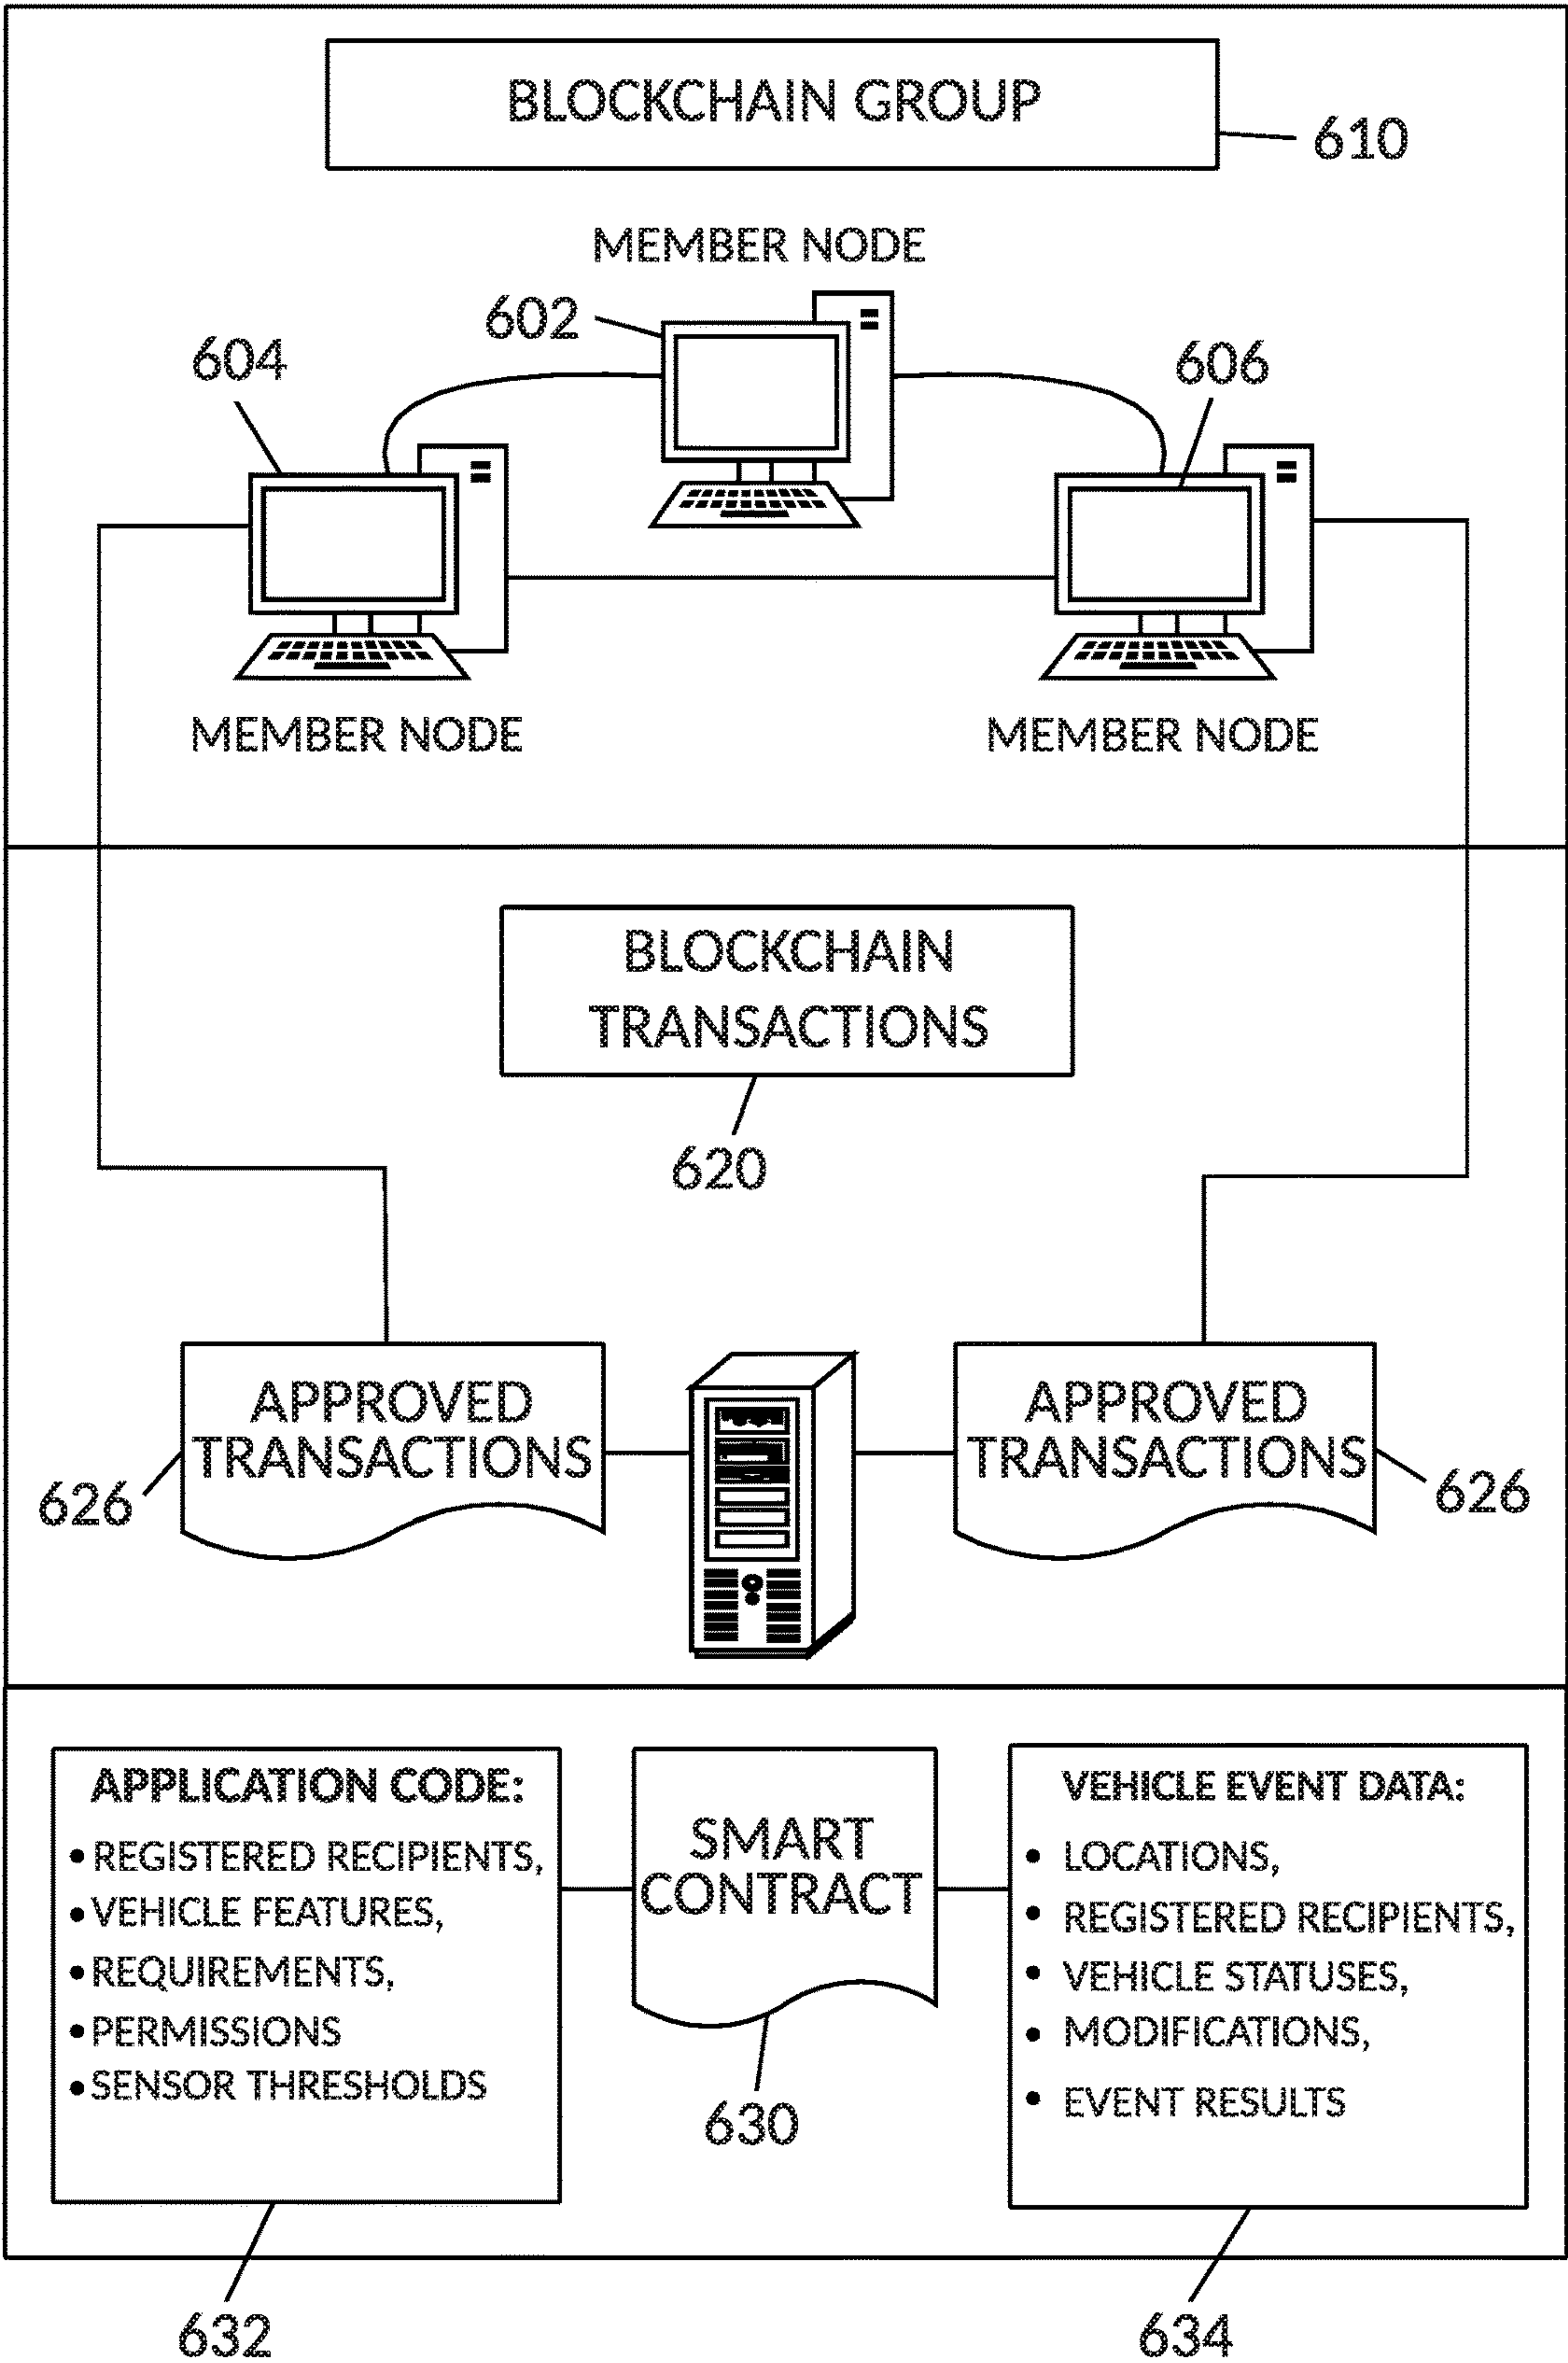 BLOCKCHAIN GROUP
610
MEMBER NODE
602
604
606
MEMBER NODE
MEMBER NODE
BLOCKCHAIN
TRANSACTIONS
620
APPROVED
TRANSACTIONS
626
APPROVED
TRANSACTIONS
626
APPLICATION CODE:
• REGISTERED RECIPIENTS,
• VEHICLE FEATURES,
• REQUIREMENTS,
• PERMISSIONS
• SENSOR THRESHOLDS
632
SMART
CONTRACT
630
VEHICLE EVENT DATA:
• LOCATIONS,
• REGISTERED RECIPIENTS,
• VEHICLE STATUSES,
• MODIFICATIONS,
• EVENT RESULTS
634